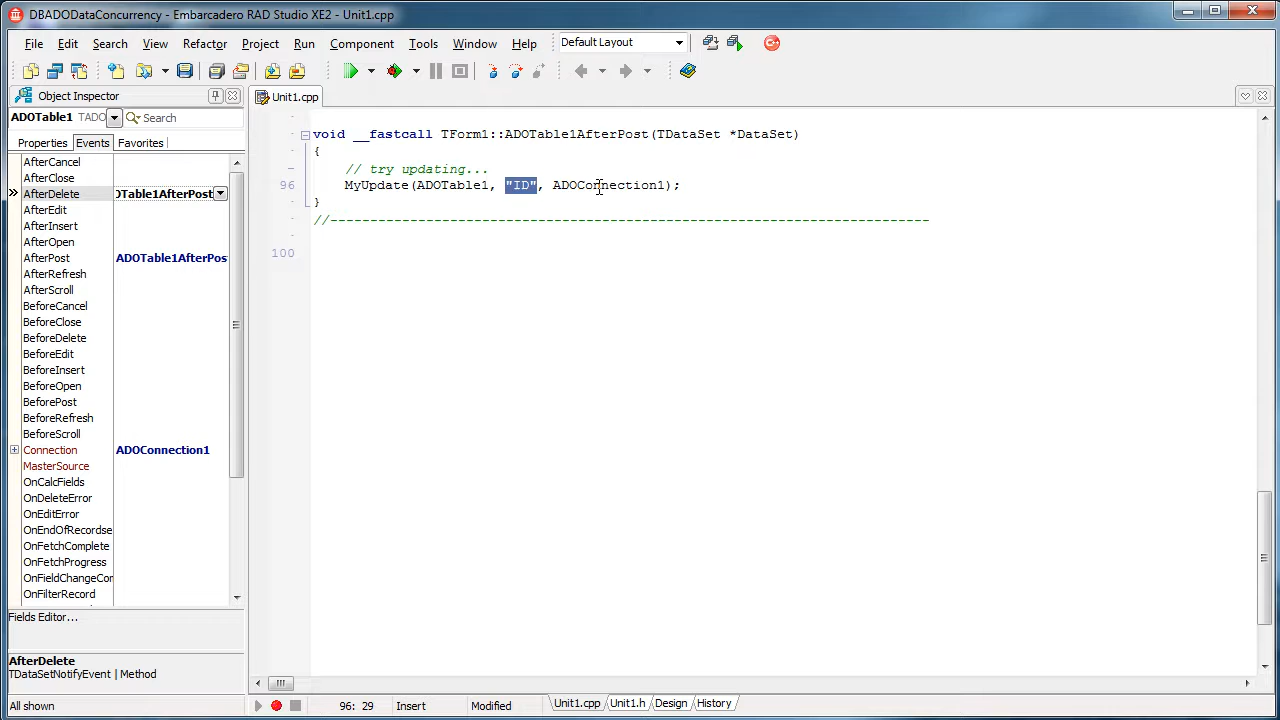 DBADODataConcurrency - Embarcadero RAD Studio XE2 - Unit1.cpp
File Edit Search View Refactor Project Run Component Tools Window Help Default Layout
Object Inspector
Unit1.cpp
ADOTable1 TADO Search
Properties Events Favorites
AfterCancel
AfterClose
AfterDelete DTable1AfterPost
AfterEdit
AfterInsert
AfterOpen
AfterPost ADOTable1AfterPos
AfterRefresh
AfterScroll
BeforeCancel
BeforeClose
BeforeDelete
BeforeEdit
BeforeInsert
BeforeOpen
BeforePost
BeforeRefresh
BeforeScroll
Connection ADOConnection1
MasterSource
OnCalcFields
OnDeleteError
OnEditError
OnEndOfRecordse
OnFetchComplete
OnFetchProgress
OnFieldChangeCor
OnFilterRecord
Fields Editor...
AfterDelete
TDataSetNotifyEvent | Method
All shown
void __fastcall TForm1::ADOTable1AfterPost(TDataSet *DataSet)
{
// try updating...
96 MyUpdate(ADOTable1, "ID", ADOConnection1);
}
//---------------------------------------------------------------------------
100
96: 29 Insert Modified Unit1.cpp Unit1.h Design History